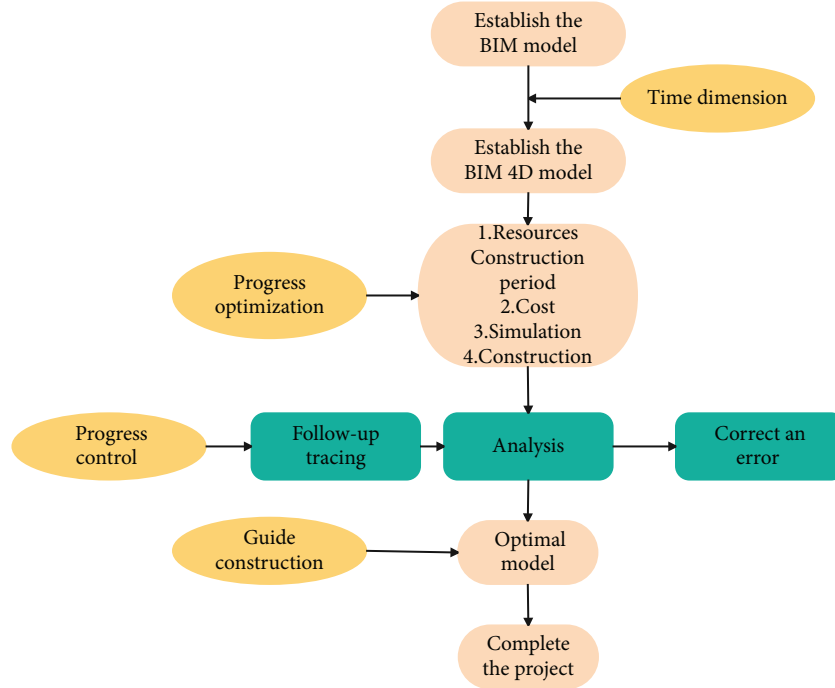 Establish the
BIM model
Time dimension
Establish the
BIM 4D model
1.Resources
Construction
period
2.Cost
3.Simulation
4.Construction
Progress
optimization
Progress
control
Follow-up
tracing
Analysis
Correct an
error
Guide
construction
Optimal
model
Complete
the project